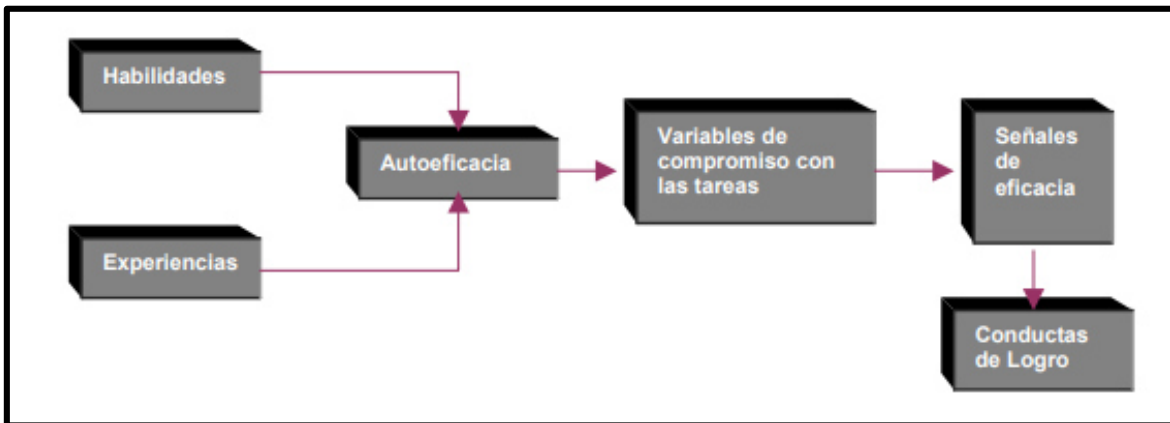 Habilidades
Experiencias
Autoeficacia
Variables de
compromiso con
las tareas
Señales
de
eficacia
Conductas
de Logro